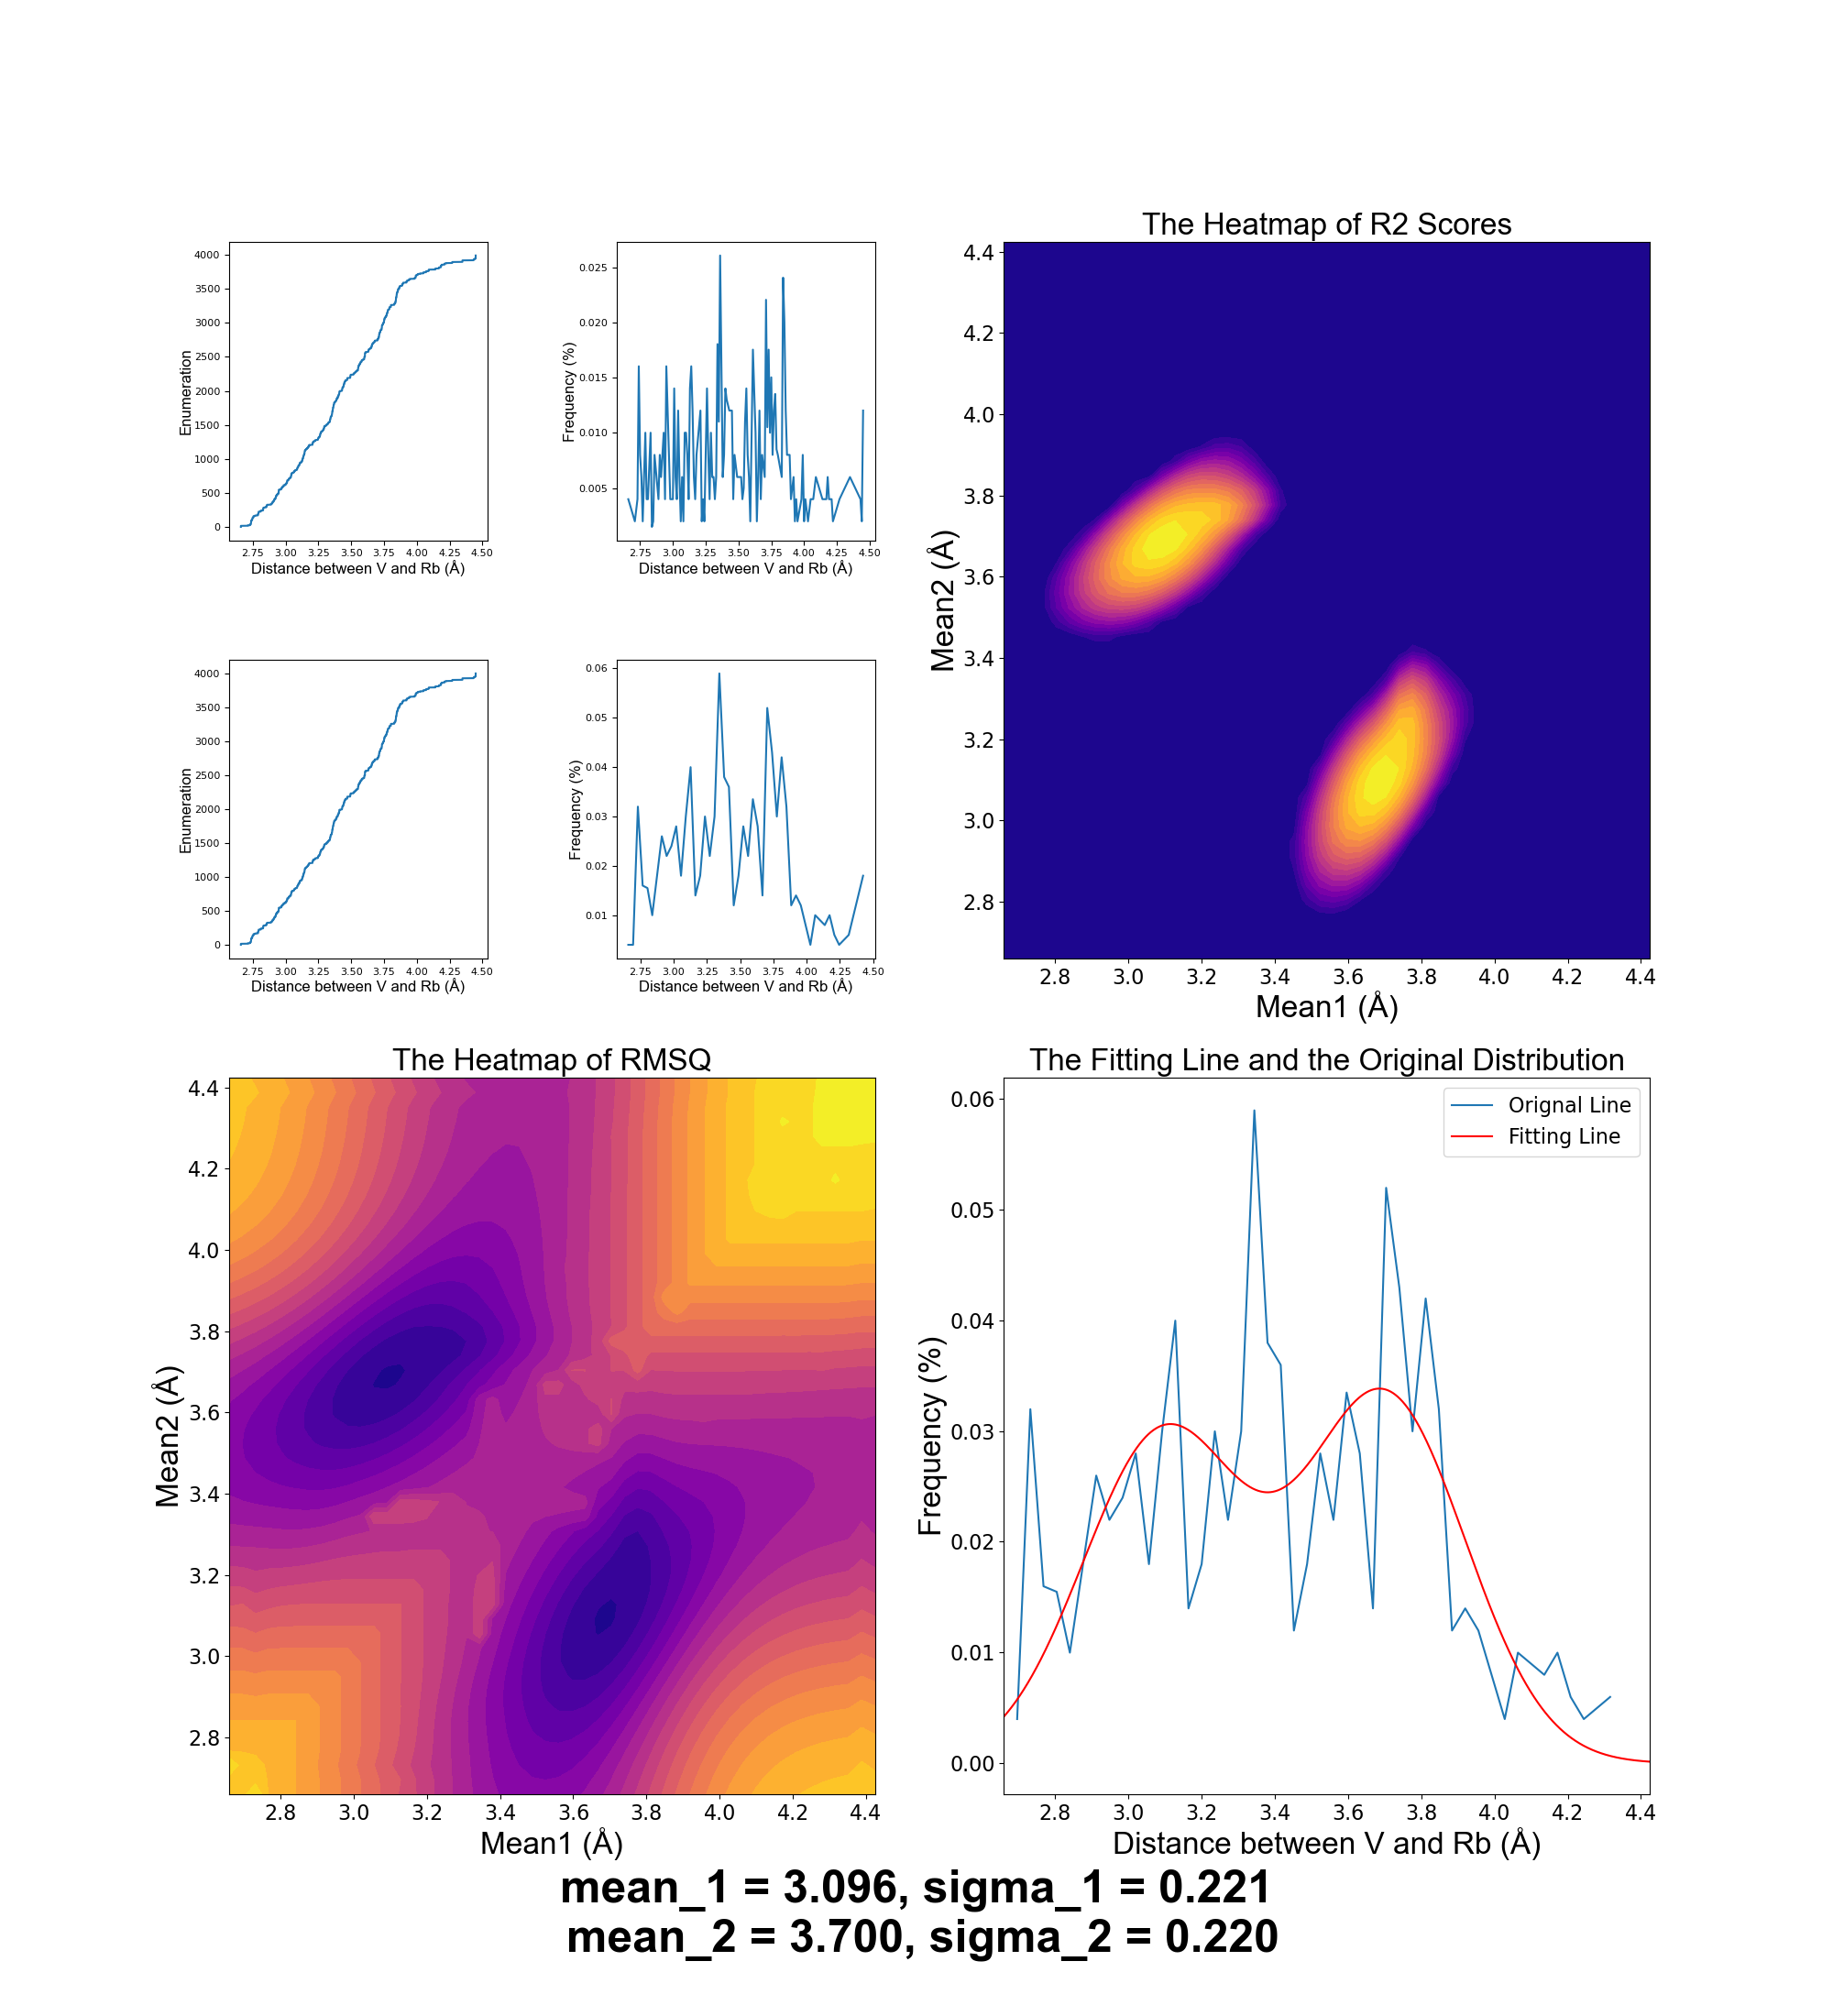 4000
3500
3000
2500
2000
1500
1000
500
0
Enumeration
2.75 3.00 3.25 3.50 3.75 4.00 4.25 4.50
Distance between V and Rb (Å)
0.025
0.020
0.015
0.010
0.005
Frequency (%)
2.75 3.00 3.25 3.50 3.75 4.00 4.25 4.50
Distance between V and Rb (Å)
4000
3500
3000
2500
2000
1500
1000
500
0
Enumeration
2.75 3.00 3.25 3.50 3.75 4.00 4.25 4.50
Distance between V and Rb (Å)
0.06
0.05
0.04
0.03
0.02
0.01
Frequency (%)
2.75 3.00 3.25 3.50 3.75 4.00 4.25 4.50
Distance between V and Rb (Å)
The Heatmap of R2 Scores
4.4
4.2
4.0
3.8
3.6
3.4
3.2
3.0
2.8
Mean2 (Å)
2.8 3.0 3.2 3.4 3.6 3.8 4.0 4.2 4.4
Mean1 (Å)
The Heatmap of RMSQ
4.4
4.2
4.0
3.8
3.6
3.4
3.2
3.0
2.8
Mean2 (Å)
2.8 3.0 3.2 3.4 3.6 3.8 4.0 4.2 4.4
Mean1 (Å)
The Fitting Line and the Original Distribution
Orignal Line
Fitting Line
0.06
0.05
0.04
0.03
0.02
0.01
0.00
Frequency (%)
2.8 3.0 3.2 3.4 3.6 3.8 4.0 4.2 4.4
Distance between V and Rb (Å)
mean_1 = 3.096, sigma_1 = 0.221
mean_2 = 3.700, sigma_2 = 0.220